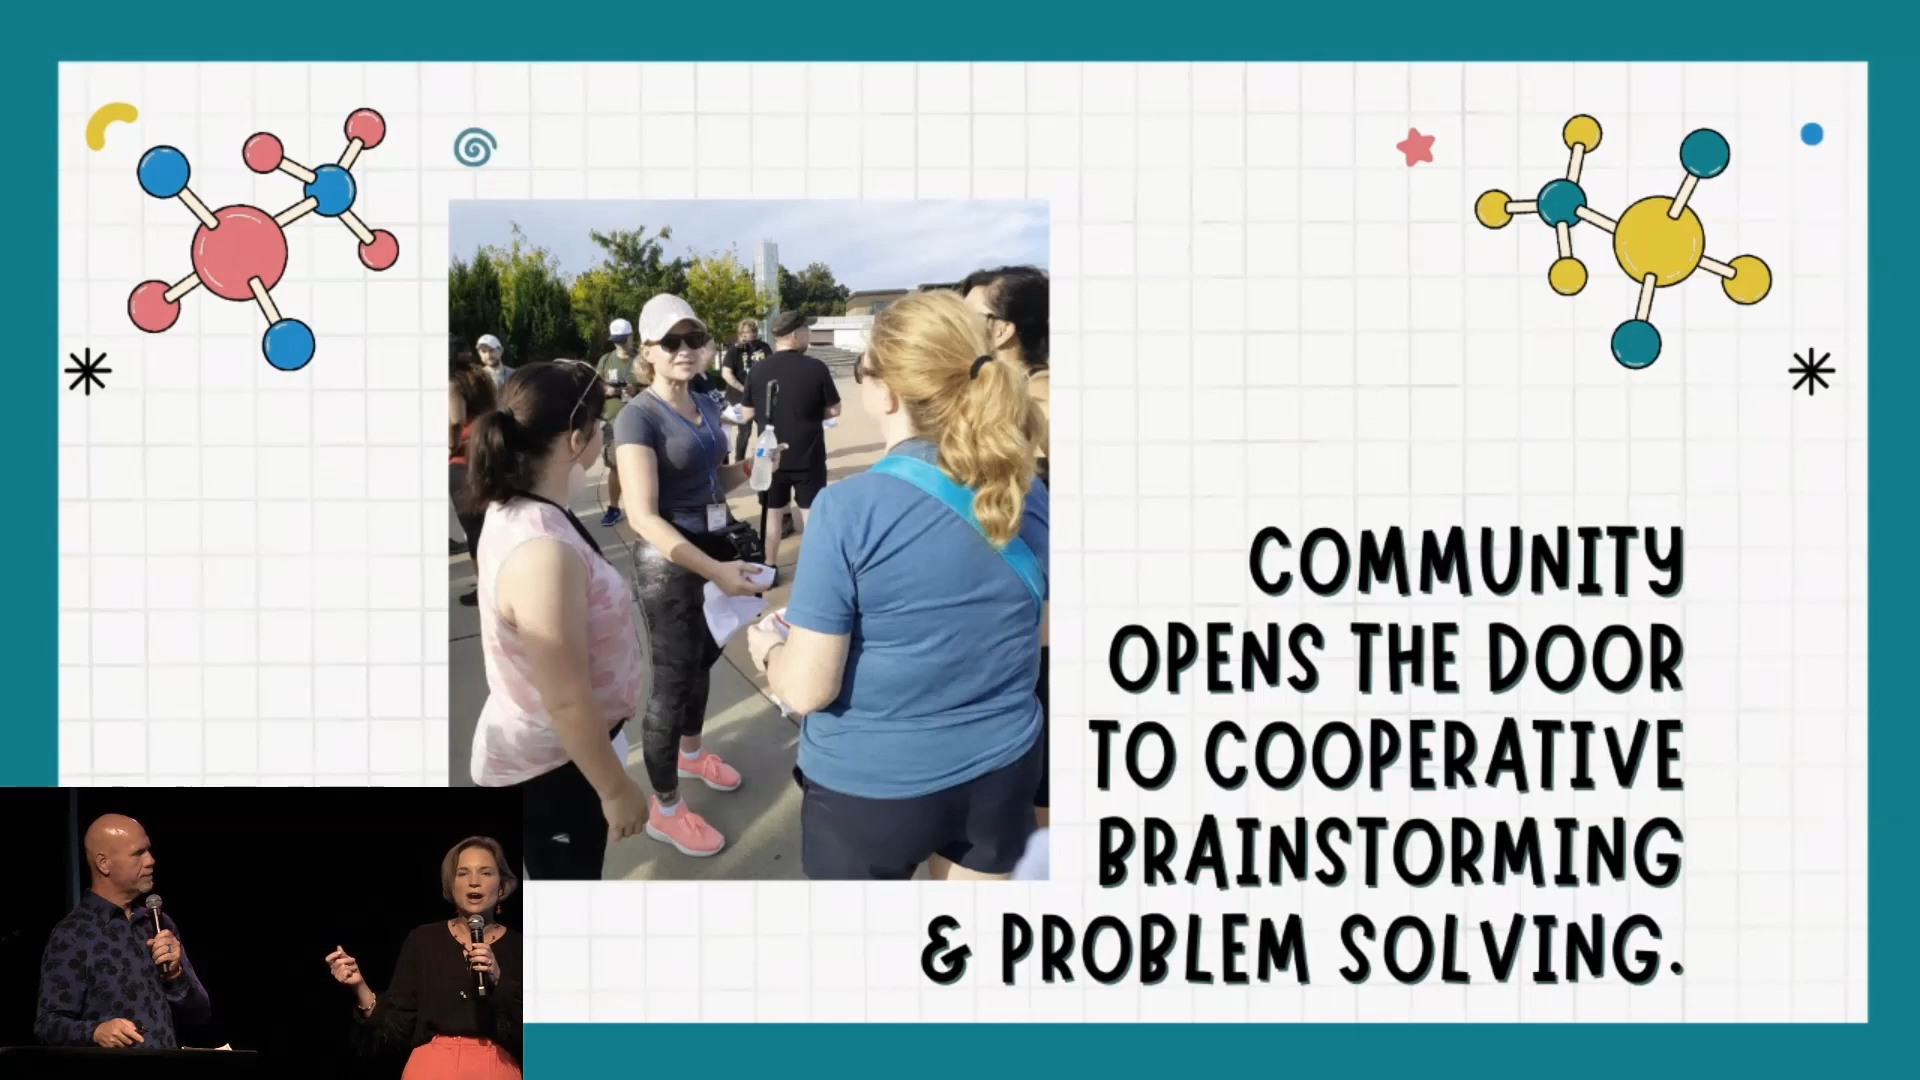 COMMUNITY
OPENS THE DOOR
TO COOPERATIVE
BRAINSTORMING
& PROBLEM SOLVING.